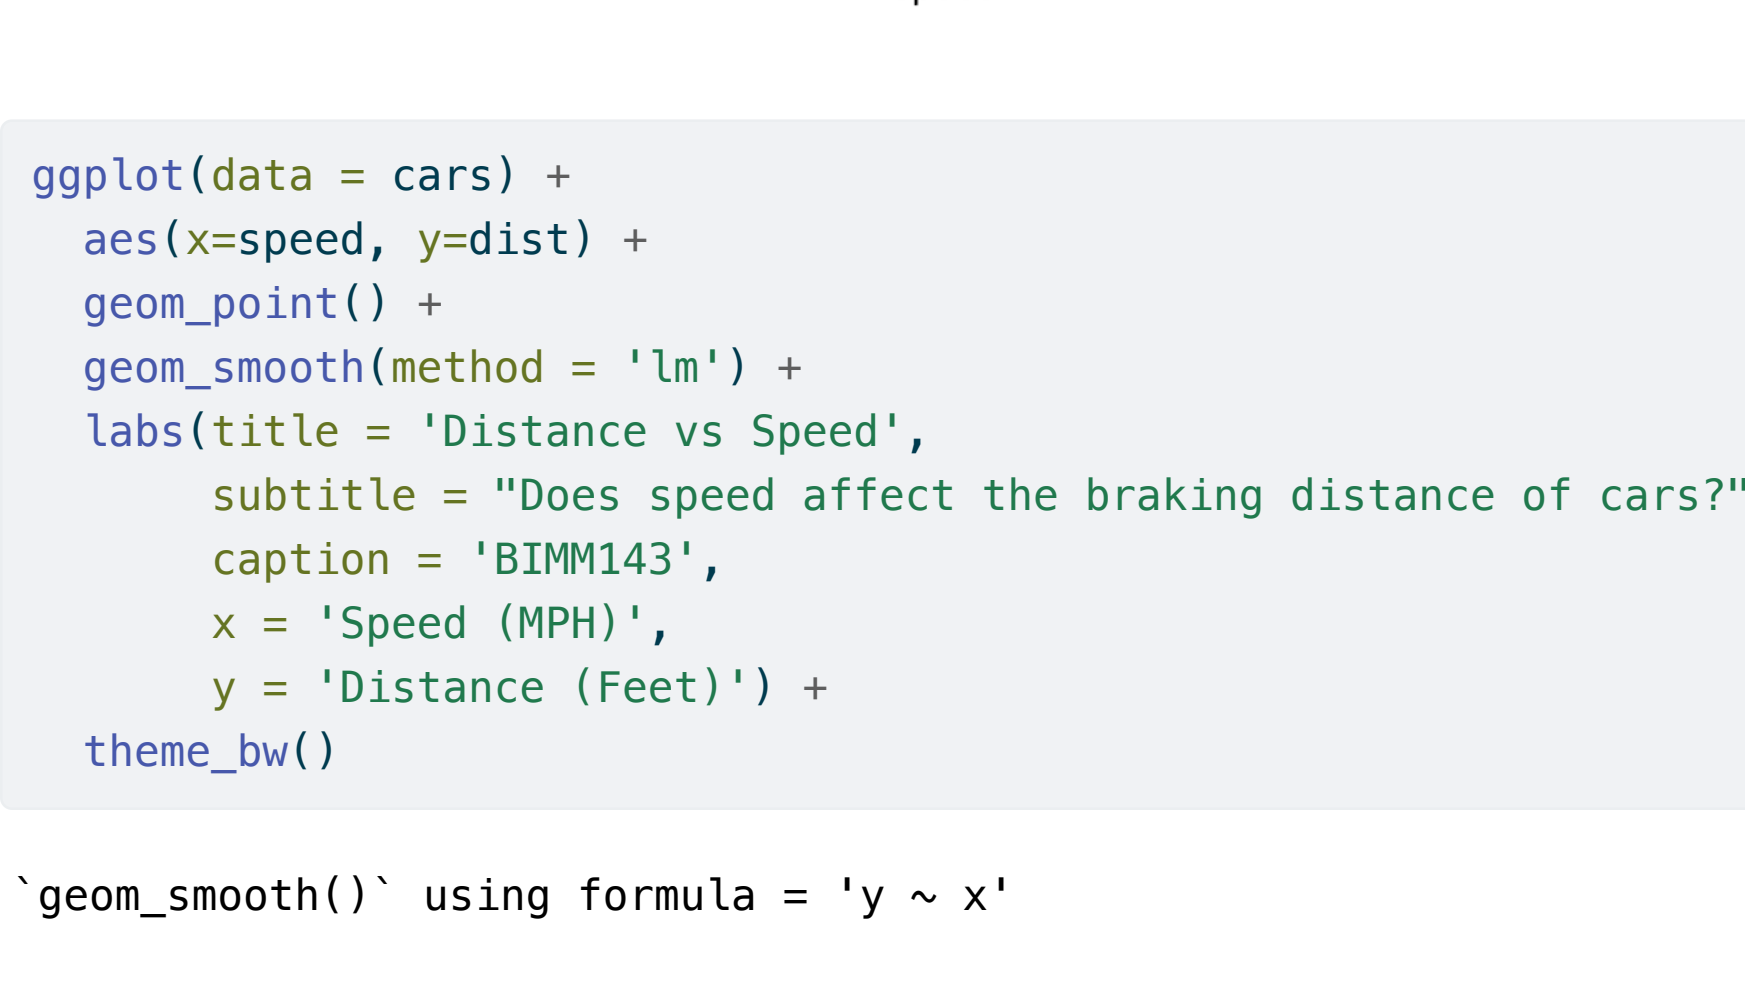 ggplot(data = cars) +
  aes(x=speed, y=dist) +
  geom_point() +
  geom_smooth(method = 'lm') +
  labs(title = 'Distance vs Speed',
       subtitle = "Does speed affect the braking distance of cars?"
       caption = 'BIMM143',
       x = 'Speed (MPH)',
       y = 'Distance (Feet)') +
  theme_bw()
`geom_smooth()` using formula = 'y ~ x'